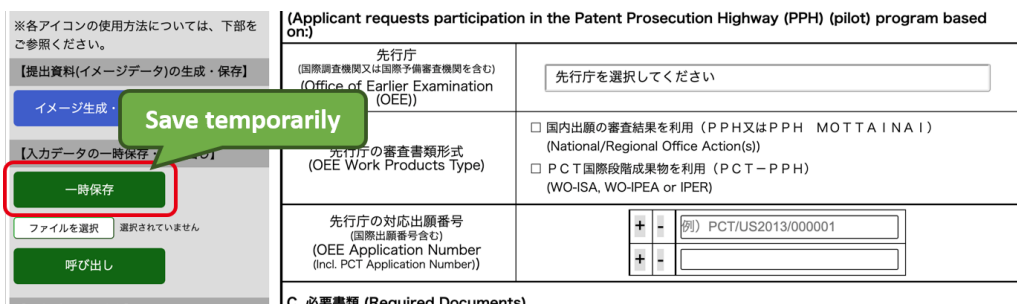 ※各アイコンの使用方法については、下部を
ご参照ください。
【提出資料(イメージデータ)の生成・保存】
イメージ生成・
Save temporarily
【入力データの一時保存・
一時保存
ファイルを選択 選択されていません
呼び出し
(Applicant requests participation in the Patent Prosecution Highway (PPH) (pilot) program based
on:)
先行庁
(国際調査機関又は国際予備審査機関を含む)
(Office of Earlier Examination
(OEE))
先行庁を選択してください
先行庁の審査書類形式
(OEE Work Products Type)
□ 国内出願の審査結果を利用（ＰＰＨ又はＰＰＨ　ＭＯＴＴＡＩＮＡＩ）
(National/Regional Office Action(s))
□ ＰＣＴ国際段階成果物を利用（ＰＣＴ－ＰＰＨ）
(WO-ISA, WO-IPEA or IPER)
先行庁の対応出願番号
(国際出願番号含む)
(OEE Application Number
(Incl. PCT Application Number))
+ - 例）PCT/US2013/000001
+ -
C. 必要書類 (Required Documents)